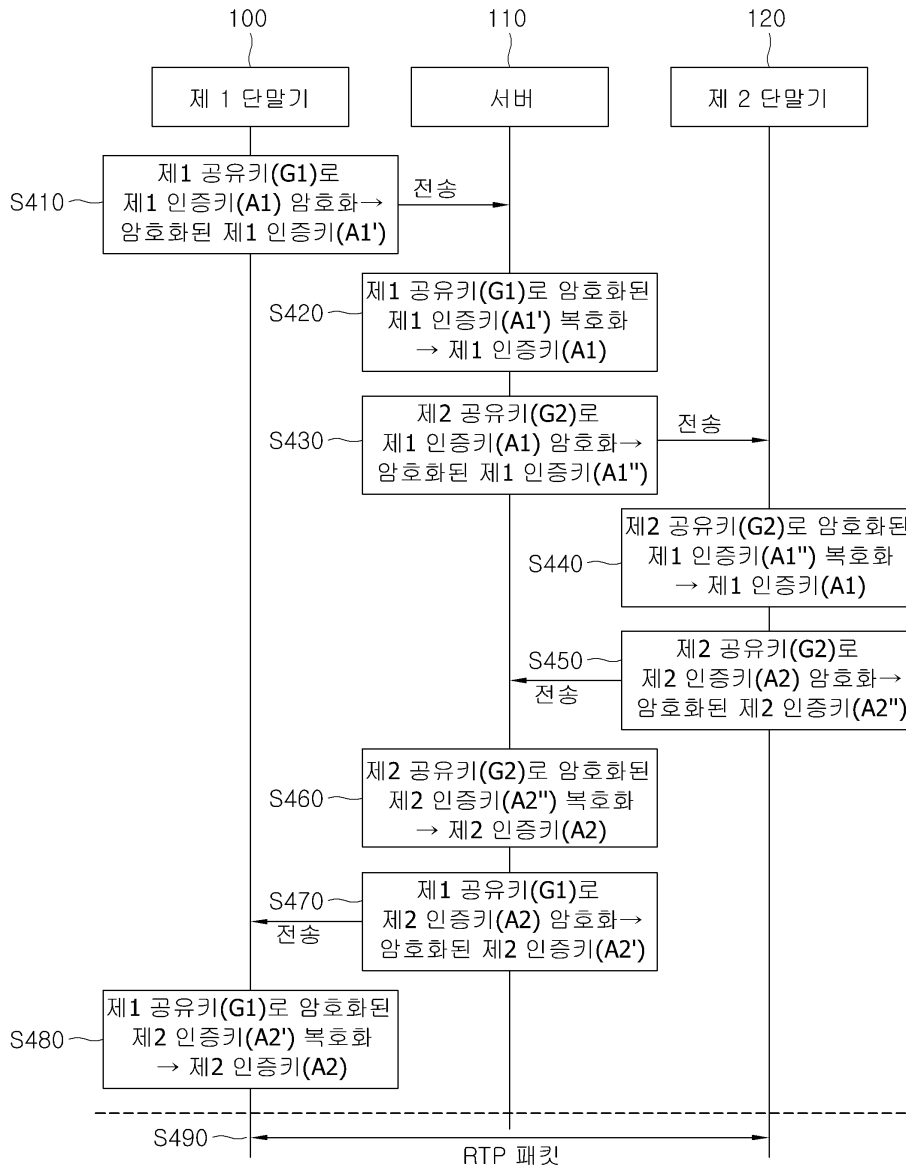 100
110
120
제 1 단말기
서버
제 2 단말기
S410
제1 공유키(G1)로
제1 인증키(A1) 암호화→
암호화된 제1 인증키(A1')
전송
S420
제1 공유키(G1)로 암호화된
제1 인증키(A1') 복호화
→ 제1 인증키(A1)
S430
제2 공유키(G2)로
제1 인증키(A1) 암호화→
암호화된 제1 인증키(A1")
전송
S440
제2 공유키(G2)로 암호화된
제1 인증키(A1") 복호화
→ 제1 인증키(A1)
S450
전송
제2 공유키(G2)로
제2 인증키(A2) 암호화→
암호화된 제2 인증키(A2")
S460
제2 공유키(G2)로 암호화된
제2 인증키(A2") 복호화
→ 제2 인증키(A2)
S470
전송
제1 공유키(G1)로
제2 인증키(A2) 암호화→
암호화된 제2 인증키(A2')
S480
제1 공유키(G1)로 암호화된
제2 인증키(A2') 복호화
→ 제2 인증키(A2)
S490
RTP 패킷